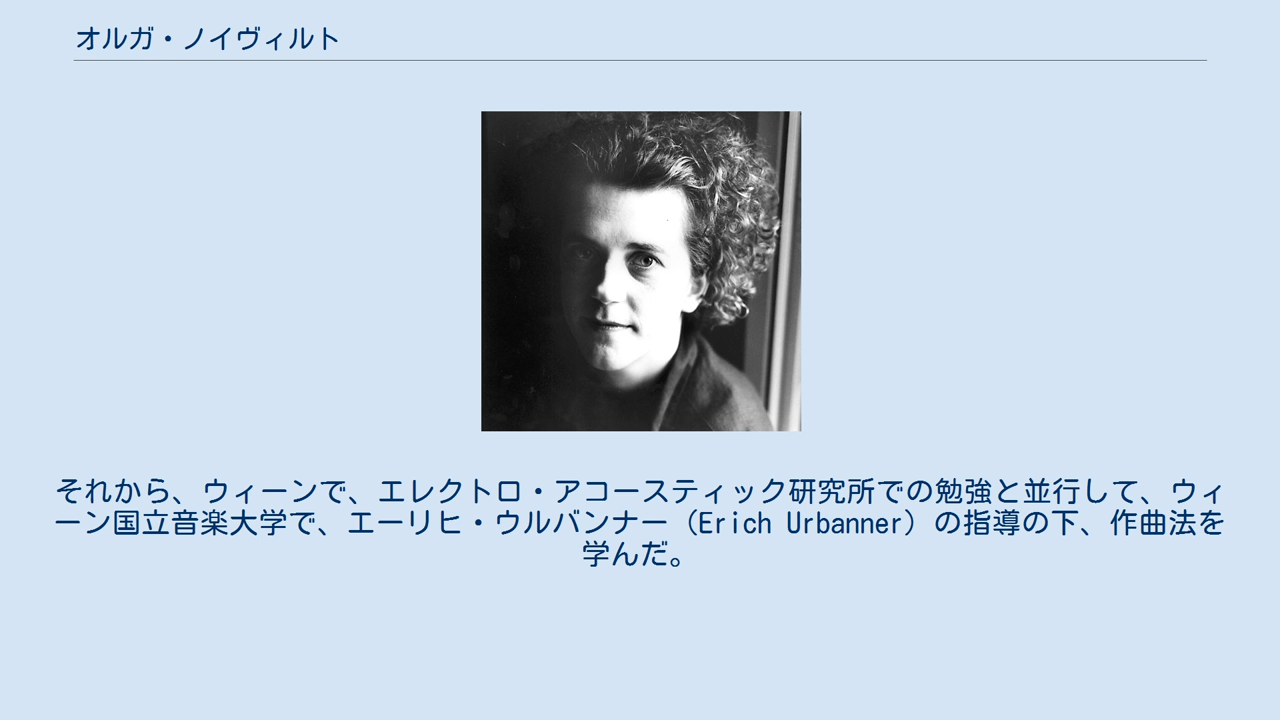 オルガ・ノイヴィルト
それから、ウィーンで、エレクトロ・アコースティック研究所での勉強と並行して、ウィ
ーン国立音楽大学で、エーリヒ・ウルバンナー（Erich Urbanner）の指導の下、作曲法を
学んだ。